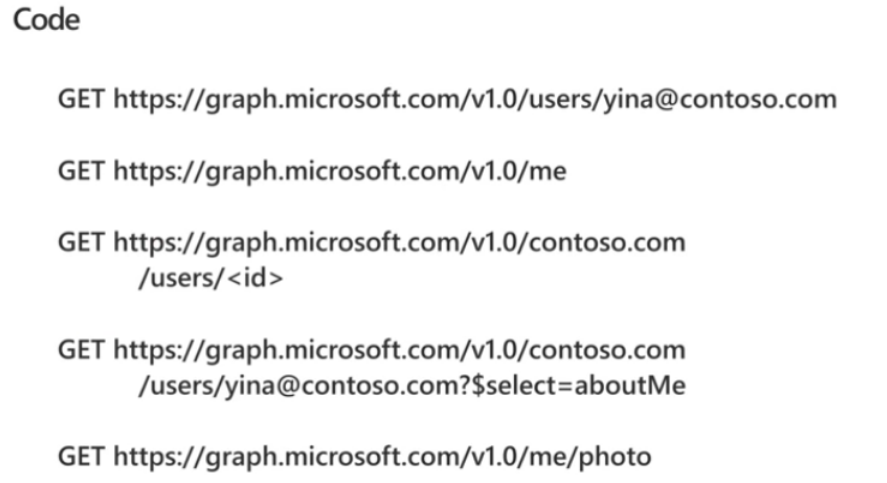 Code
GET https://graph.microsoft.com/v1.0/users/yina@contoso.com
GET https://graph.microsoft.com/v1.0/me
GET https://graph.microsoft.com/v1.0/contoso.com
/users/<id>
GET https://graph.microsoft.com/v1.0/contoso.com
/users/yina@contoso.com?$select=aboutMe
GET https://graph.microsoft.com/v1.0/me/photo